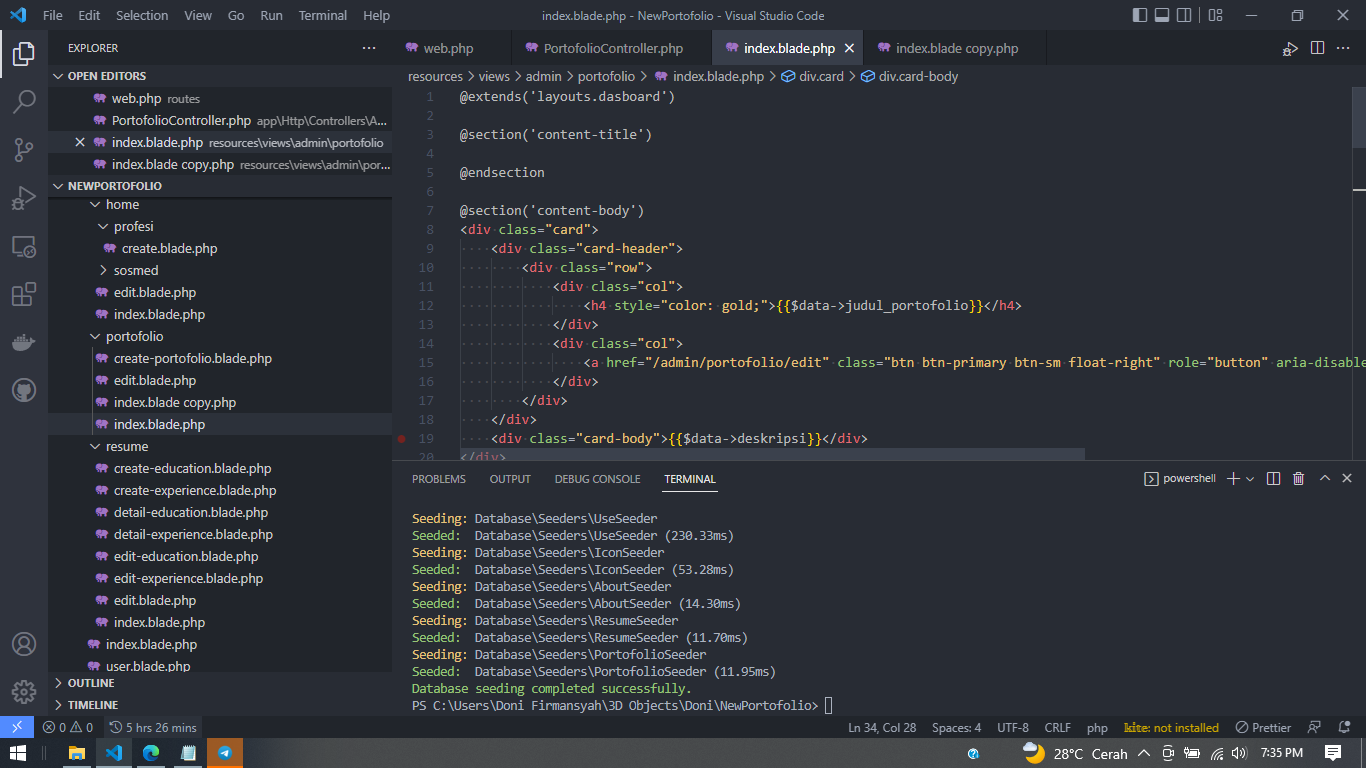 File Edit Selection View Go Run Terminal Help
index.blade.php - NewPortofolio - Visual Studio Code
EXPLORER
OPEN EDITORS
web.php routes
PortofolioController.php app\Http\Controllers\A...
index.blade.php resources\views\admin\portofolio
index.blade copy.php resources\views\admin\por...
NEWPORTOFOLIO
home
profesi
create.blade.php
sosmed
edit.blade.php
index.blade.php
portofolio
create-portofolio.blade.php
edit.blade.php
index.blade copy.php
index.blade.php
resume
create-education.blade.php
create-experience.blade.php
detail-education.blade.php
detail-experience.blade.php
edit-education.blade.php
edit-experience.blade.php
edit.blade.php
index.blade.php
index.blade.php
user.blade.php
OUTLINE
TIMELINE
web.php PortofolioController.php index.blade.php index.blade copy.php
resources > views > admin > portofolio > index.blade.php > div.card > div.card-body
1 @extends('layouts.dasboard')
2
3 @section('content-title')
4
5 @endsection
6
7 @section('content-body')
8 <div class="card">
9 <div class="card-header">
10 <div class="row">
11 <div class="col">
12 <h4 style="color: gold;">{{$data->judul_portofolio}}</h4>
13 </div>
14 <div class="col">
15 <a href="/admin/portofolio/edit" class="btn btn-primary btn-sm float-right" role="button" aria-disable
16 </div>
17 </div>
18 </div>
19 <div class="card-body">{{$data->deskripsi}}</div>
20 </div>
PROBLEMS OUTPUT DEBUG CONSOLE TERMINAL
powershell
Seeding: Database\Seeders\UseSeeder
Seeded: Database\Seeders\UseSeeder (230.33ms)
Seeding: Database\Seeders\IconSeeder
Seeded: Database\Seeders\IconSeeder (53.28ms)
Seeding: Database\Seeders\AboutSeeder
Seeded: Database\Seeders\AboutSeeder (14.30ms)
Seeding: Database\Seeders\ResumeSeeder
Seeded: Database\Seeders\ResumeSeeder (11.70ms)
Seeding: Database\Seeders\PortofolioSeeder
Seeded: Database\Seeders\PortofolioSeeder (11.95ms)
Database seeding completed successfully.
PS C:\Users\Doni Firmansyah\3D Objects\Doni\NewPortofolio>
0 0 5 hrs 26 mins
Ln 34, Col 28 Spaces: 4 UTF-8 CRLF php kite: not installed Prettier
28°C Cerah 7:35 PM